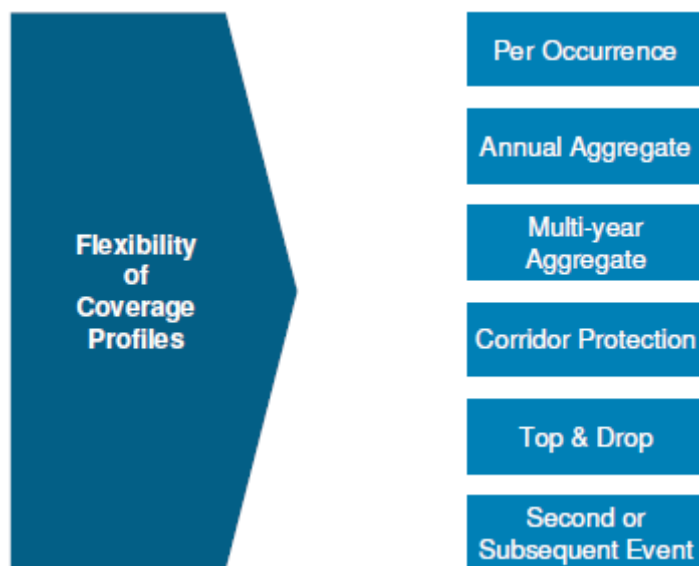 Flexibility
of
Coverage
Profiles
Per Occurrence
Annual Aggregate
Multi-year
Aggregate
Corridor Protection
Top & Drop
Second or
Subsequent Event